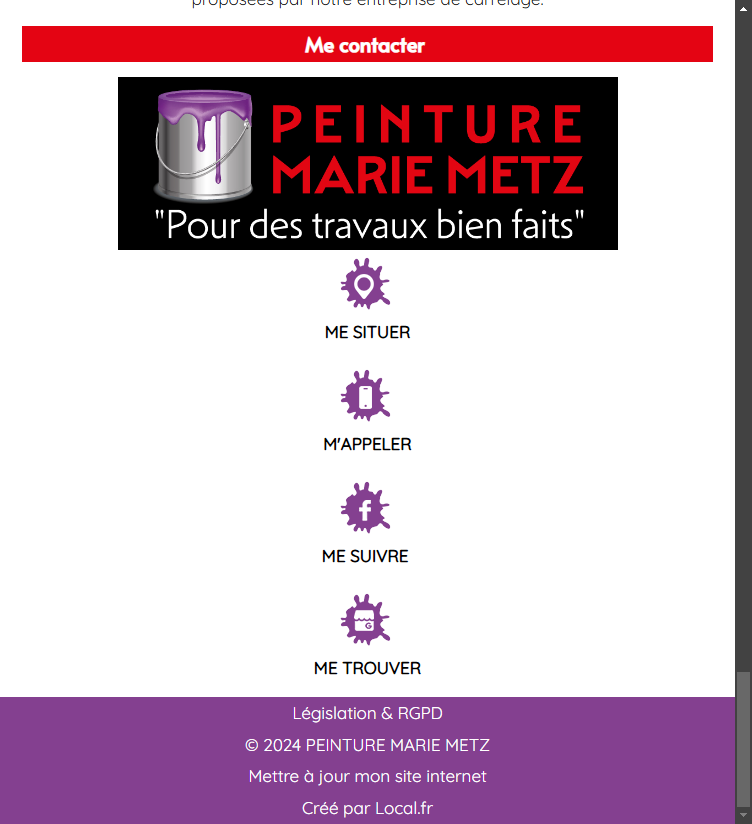 proposées par notre entreprise de carrelage.
Me contacter
PEINTURE
MARIE METZ
"Pour des travaux bien faits"
ME SITUER
M'APPELER
ME SUIVRE
ME TROUVER
Législation & RGPD
© 2024 PEINTURE MARIE METZ
Mettre à jour mon site internet
Créé par Local.fr